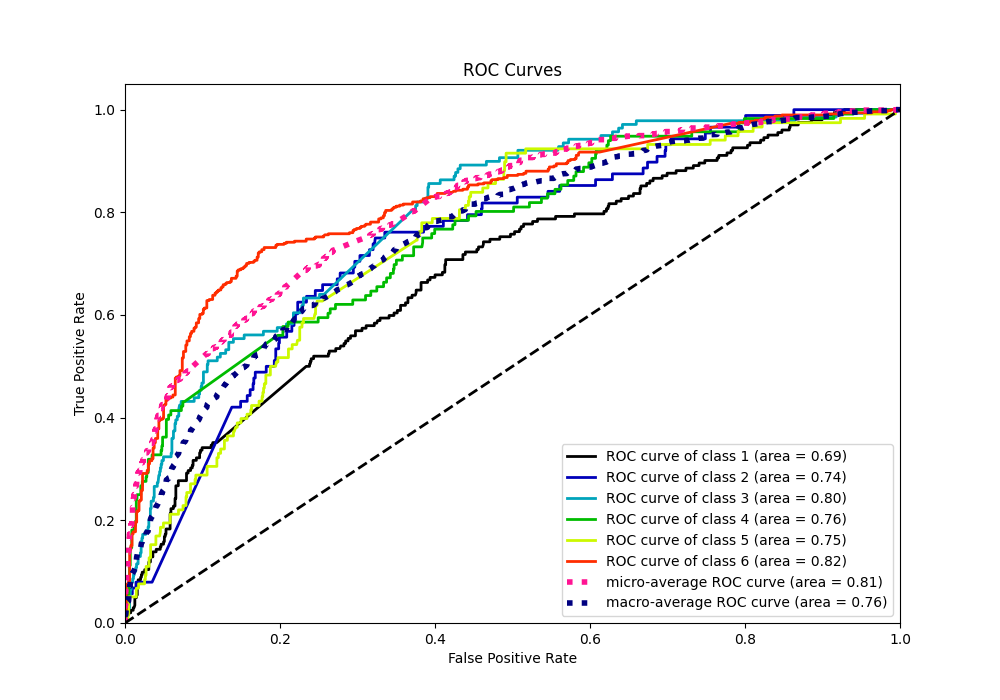 ROC Curves
True Positive Rate
1.0
0.8
0.6
0.4
0.2
0.0
ROC curve of class 1 (area = 0.69)
ROC curve of class 2 (area = 0.74)
ROC curve of class 3 (area = 0.80)
ROC curve of class 4 (area = 0.76)
ROC curve of class 5 (area = 0.75)
ROC curve of class 6 (area = 0.82)
micro-average ROC curve (area = 0.81)
macro-average ROC curve (area = 0.76)
0.0 0.2 0.4 0.6 0.8 1.0
False Positive Rate